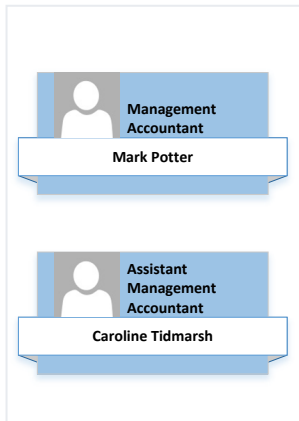 Management
Accountant
Mark Potter
Assistant
Management
Accountant
Caroline Tidmarsh